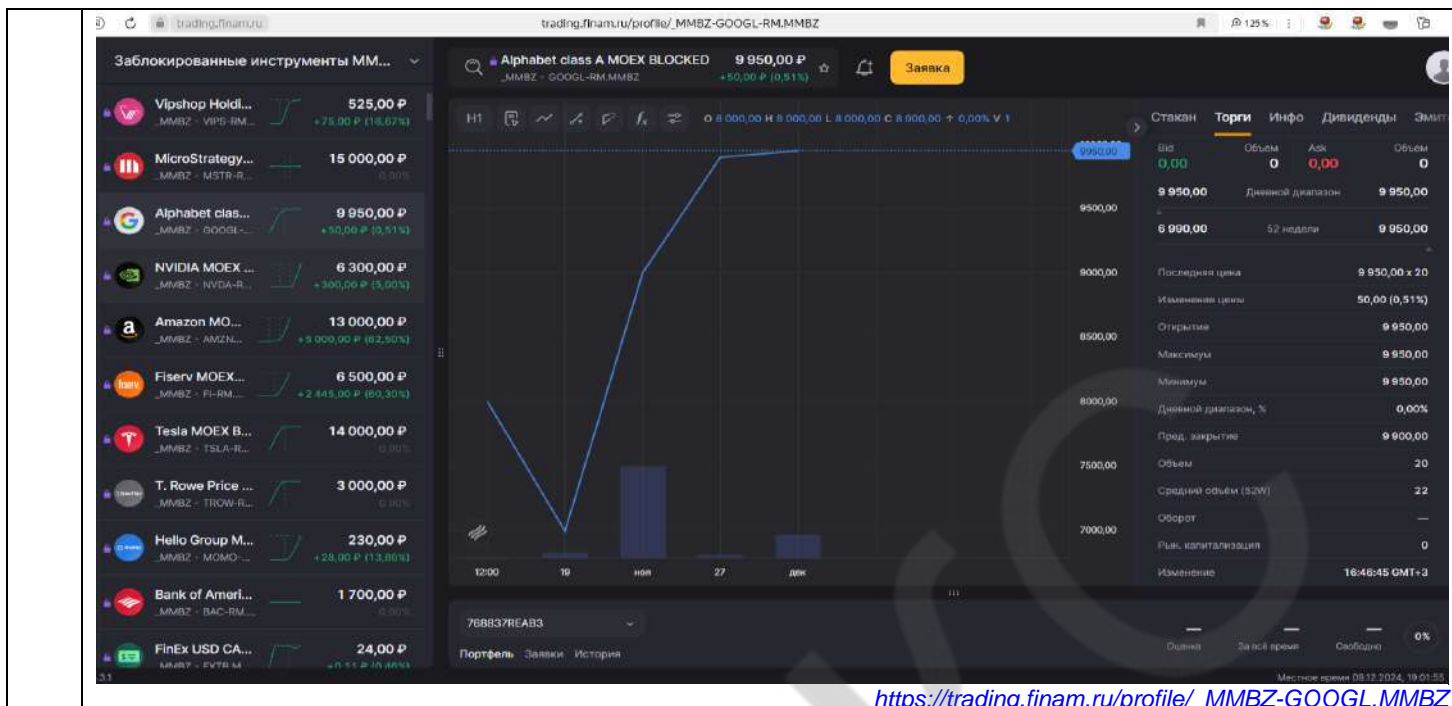 trading.finam.ru
trading.finam.ru/profile/_MMBZ-GOOGL-RM.MMBZ
125 %
Заблокированные инструменты ММ...
Alphabet class A MOEX BLOCKED 9 950,00 ₽
_MMBZ - GOOGL-RM.MMBZ +50,00 ₽ (0,51%)
Заявка
Vipshop Holdi... 525,00 ₽
_MMBZ - VIPS-RM... +75,00 ₽ (16,67%)
MicroStrategy... 15 000,00 ₽
_MMBZ - MSTR-R... 0,00%
Alphabet clas... 9 950,00 ₽
_MMBZ - GOOGL-... +50,00 ₽ (0,51%)
NVIDIA MOEX ... 6 300,00 ₽
_MMBZ - NVDA-R... +300,00 ₽ (5,00%)
Amazon MO... 13 000,00 ₽
_MMBZ - AMZN... +5 000,00 ₽ (62,50%)
Fiserv MOEX... 6 500,00 ₽
_MMBZ - FI-RM... +2 445,00 ₽ (60,30%)
Tesla MOEX B... 14 000,00 ₽
_MMBZ - TSLA-R... 0,00%
T. Rowe Price ... 3 000,00 ₽
_MMBZ - TROW-R... 0,00%
Hello Group M... 230,00 ₽
_MMBZ - MOMO-... +28,00 ₽ (13,86%)
Bank of Ameri... 1 700,00 ₽
_MMBZ - BAC-RM... 0,00%
FinEx USD CA... 24,00 ₽
H1 O 8 000,00 H 8 000,00 L 8 000,00 C 8 000,00 + 0,00% V 1
9950,00
9500,00
9000,00
8500,00
8000,00
7500,00
7000,00
12:00 19 ноя 27 дек
768837REAB3
Портфель Заявки История
Стакан Торги Инфо Дивиденды Эмит
Bid Объем Ask Объем
0,00 0 0,00 0
9 950,00 Дневной диапазон 9 950,00
6 990,00 52 недели 9 950,00
Последняя цена 9 950,00 x 20
Изменение цены 50,00 (0,51%)
Открытие 9 950,00
Максимум 9 950,00
Минимум 9 950,00
Дневной диапазон, % 0,00%
Пред. закрытие 9 900,00
Объем 20
Средний объём (52W) 22
Оборот —
Рын. капитализация 0
Изменение 16:46:45 GMT+3
— — — 0%
Оценка За всё время Свободно
3.1
Местное время 09.12.2024, 19:01:55
https://trading.finam.ru/profile/_MMBZ-GOOGL.MMBZ